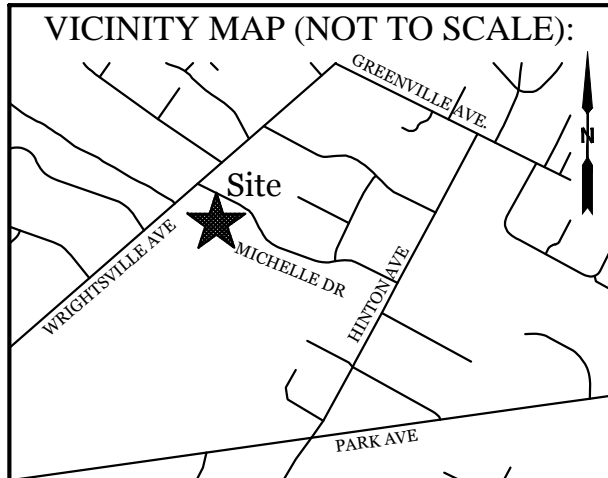 VICINITY MAP (NOT TO SCALE):
GREENVILLE AVE.
N
Site
WRIGHTSVILLE AVE
MICHELLE DR
HINTON AVE
PARK AVE